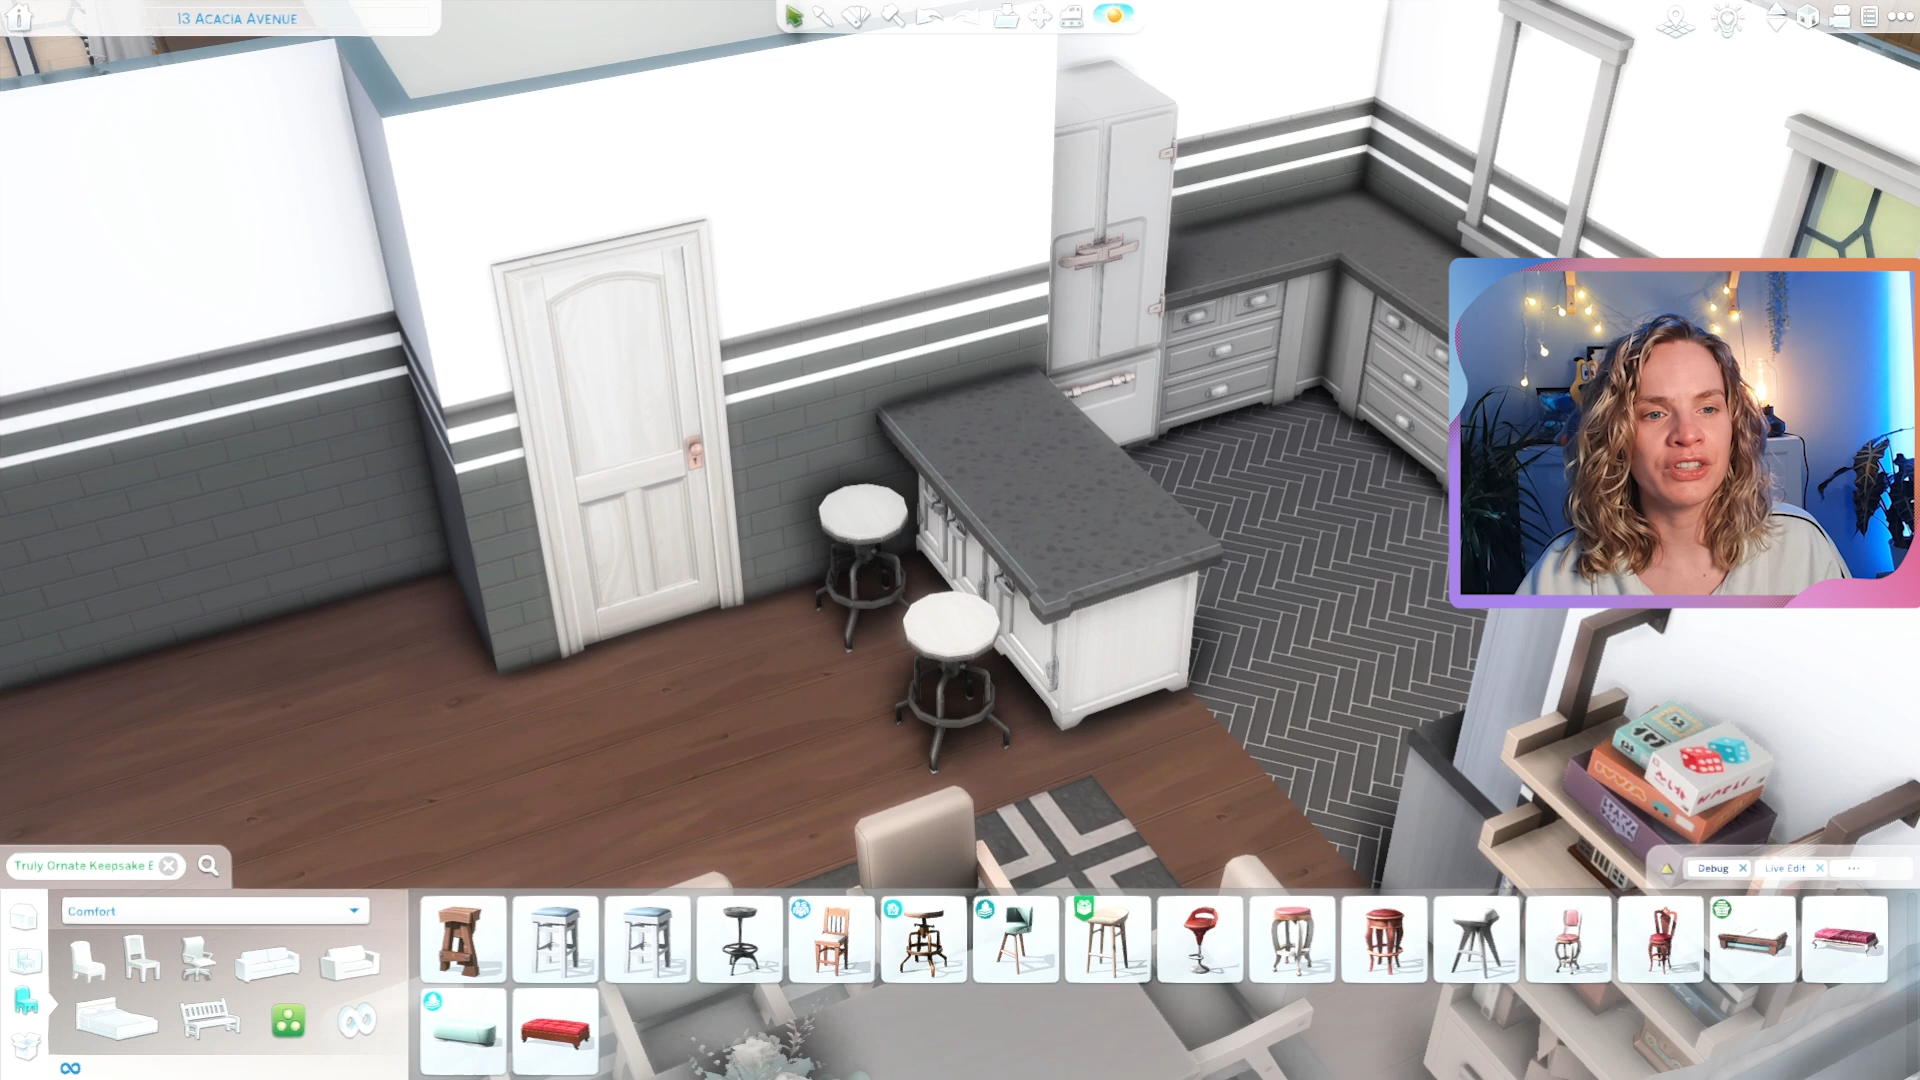 13 ACACIA AVENUE
Truly Ornate Keepsake E
Debug
Live Edit
Comfort